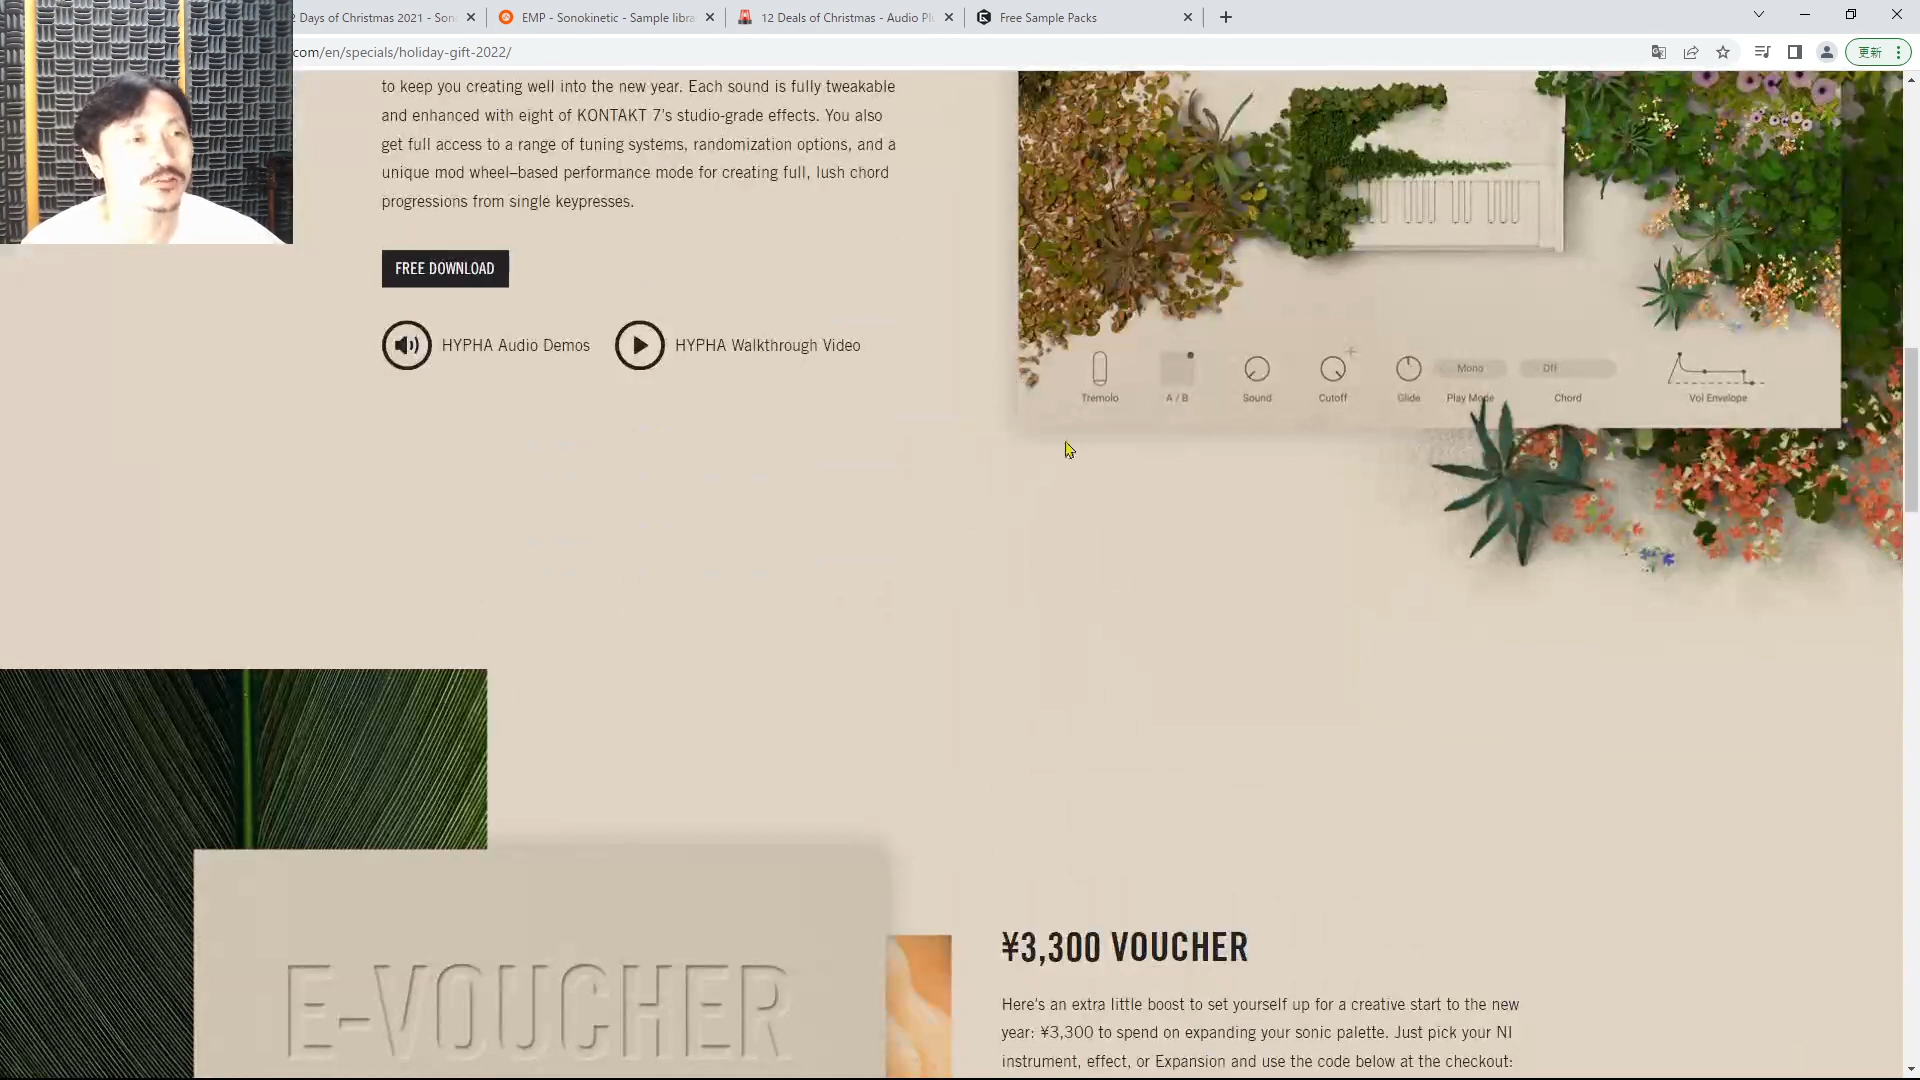 2 Days of Christmas 2021 - Son
EMP - Sonokinetic - Sample libra
12 Deals of Christmas - Audio Pl
Free Sample Packs
com/en/specials/holiday-gift-2022/
更新
to keep you creating well into the new year. Each sound is fully tweakable
and enhanced with eight of KONTAKT 7's studio-grade effects. You also
get full access to a range of tuning systems, randomization options, and a
unique mod wheel–based performance mode for creating full, lush chord
progressions from single keypresses.
FREE DOWNLOAD
HYPHA Audio Demos
HYPHA Walkthrough Video
Mono
Off
Tremolo
A / B
Sound
Cutoff
Glide
Play Mode
Chord
Vol Envelope
E-VOUCHER
¥3,300 VOUCHER
Here's an extra little boost to set yourself up for a creative start to the new
year: ¥3,300 to spend on expanding your sonic palette. Just pick your NI
instrument, effect, or Expansion and use the code below at the checkout: